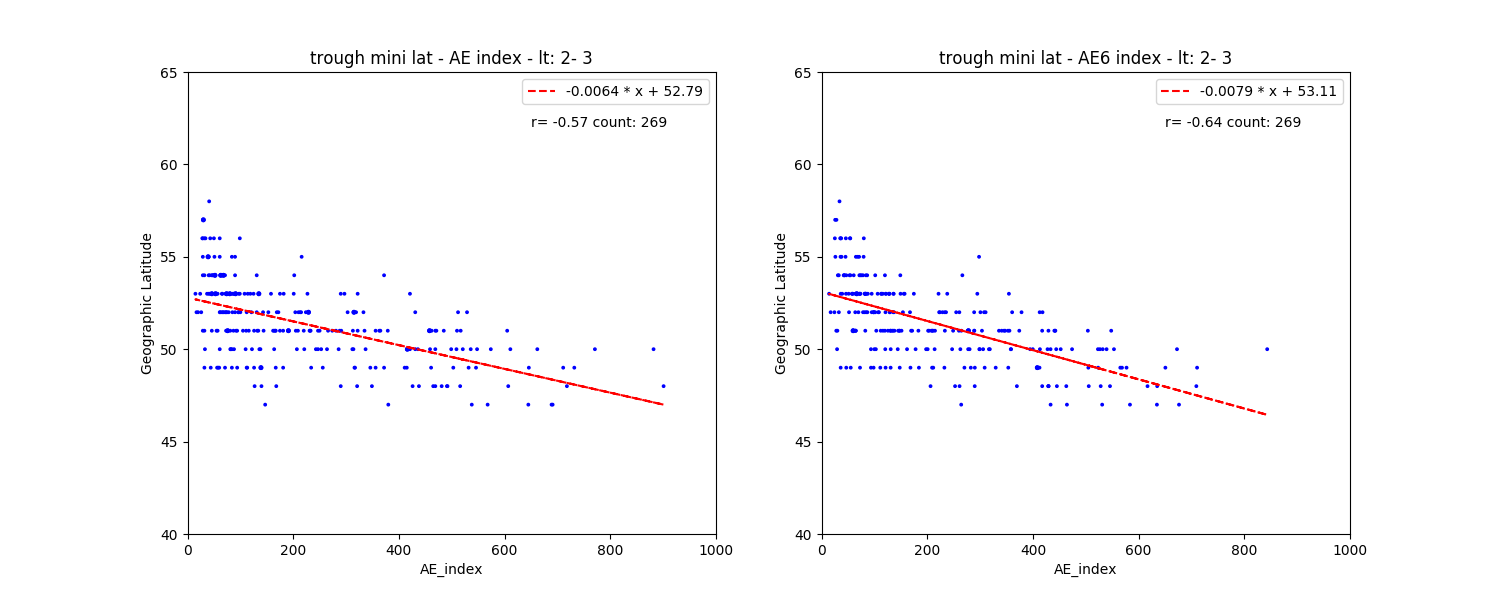 trough mini lat - AE index - lt: 2- 3
-0.0064 * x + 52.79
r= -0.57 count: 269
65
60
55
50
45
40
Geographic Latitude
0 200 400 600 800 1000
AE_index
trough mini lat - AE6 index - lt: 2- 3
-0.0079 * x + 53.11
r= -0.64 count: 269
65
60
55
50
45
40
Geographic Latitude
0 200 400 600 800 1000
AE_index